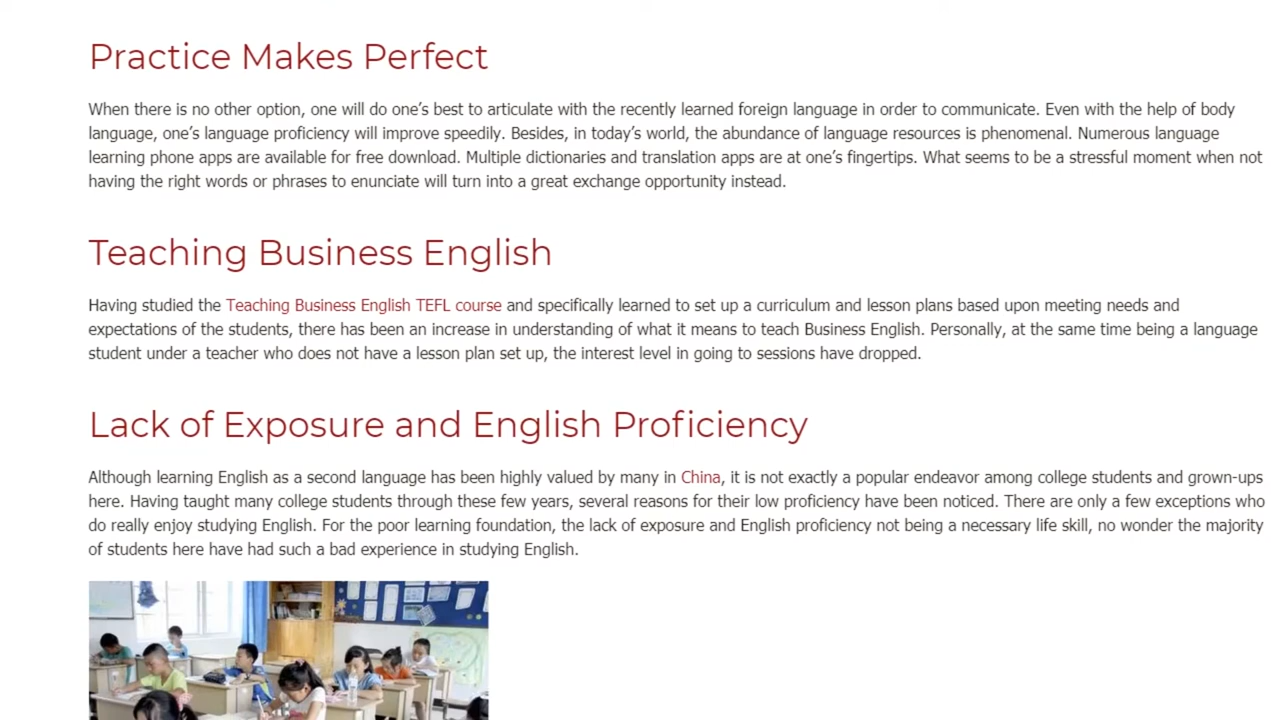 Practice Makes Perfect
When there is no other option, one will do one’s best to articulate with the recently learned foreign language in order to communicate. Even with the help of body
language, one’s language proficiency will improve speedily. Besides, in today’s world, the abundance of language resources is phenomenal. Numerous language
learning phone apps are available for free download. Multiple dictionaries and translation apps are at one’s fingertips. What seems to be a stressful moment when not
having the right words or phrases to enunciate will turn into a great exchange opportunity instead.
Teaching Business English
Having studied the Teaching Business English TEFL course and specifically learned to set up a curriculum and lesson plans based upon meeting needs and
expectations of the students, there has been an increase in understanding of what it means to teach Business English. Personally, at the same time being a language
student under a teacher who does not have a lesson plan set up, the interest level in going to sessions have dropped.
Lack of Exposure and English Proficiency
Although learning English as a second language has been highly valued by many in China, it is not exactly a popular endeavor among college students and grown-ups
here. Having taught many college students through these few years, several reasons for their low proficiency have been noticed. There are only a few exceptions who
do really enjoy studying English. For the poor learning foundation, the lack of exposure and English proficiency not being a necessary life skill, no wonder the majority
of students here have had such a bad experience in studying English.